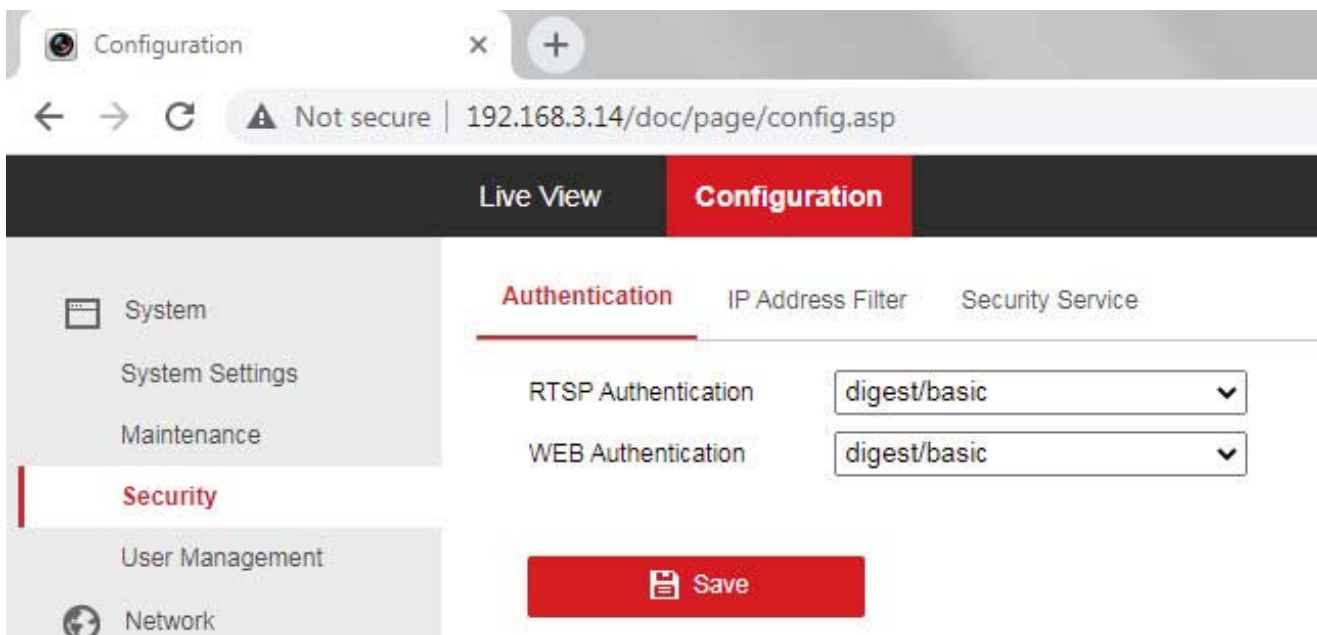 Configuration
Not secure 192.168.3.14/doc/page/config.asp
Live View Configuration
System
System Settings
Maintenance
Security
User Management
Network
Authentication IP Address Filter Security Service
RTSP Authentication digest/basic
WEB Authentication digest/basic
Save